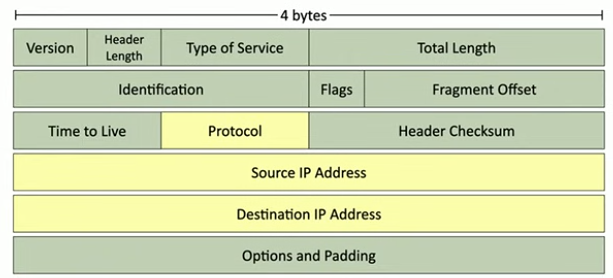 4 bytes
Version
Header
Length
Type of Service
Total Length
Identification
Flags
Fragment Offset
Time to Live
Protocol
Header Checksum
Source IP Address
Destination IP Address
Options and Padding